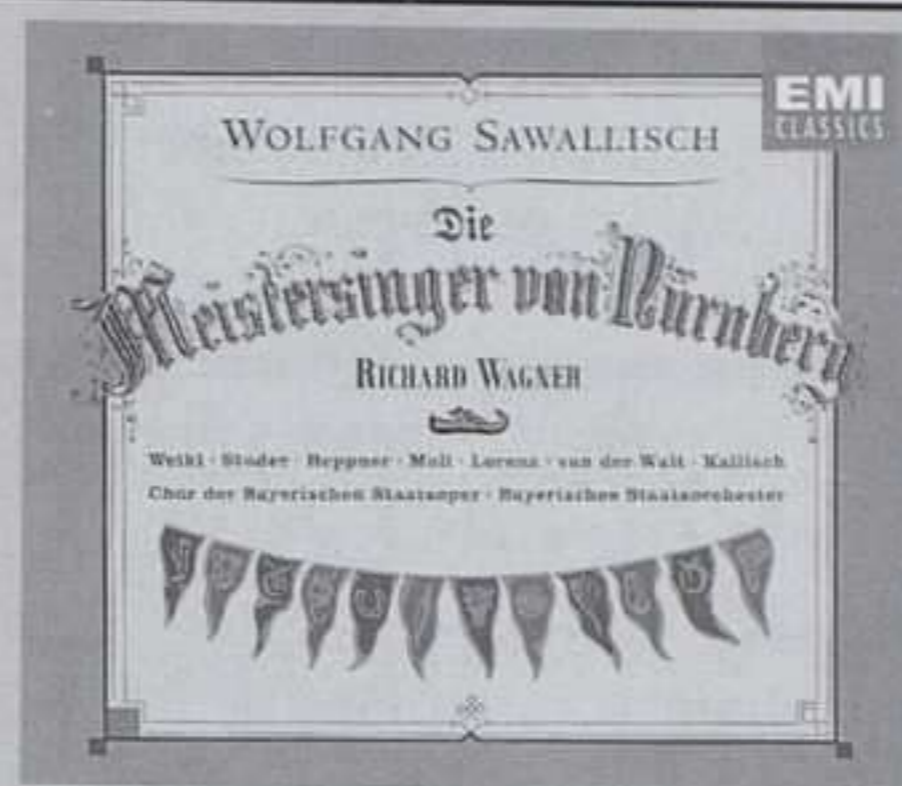 EMI
CLASSICS
WOLFGANG SAWALLISCH
Die
Meistersinger von Nürnberg
RICHARD WAGNER
Weikl · Studer · Heppner · Moll · Lorenz · van der Walt · Kallisch
Chor der Bayerischen Staatsoper · Bayerisches Staatsorchester